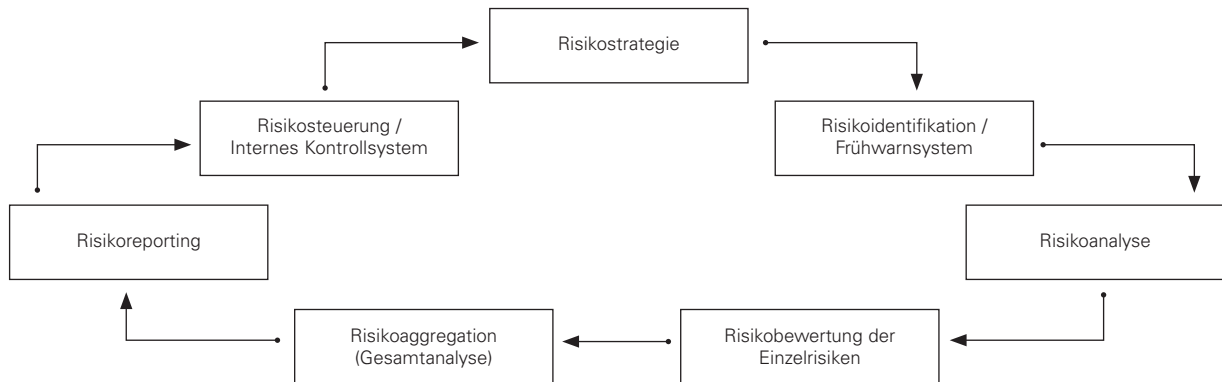 Risikostrategie
Risikosteuerung /
Internes Kontrollsystem
Risikoidentifikation /
Frühwarnsystem
Risikoreporting
Risikoanalyse
Risikoaggregation
(Gesamtanalyse)
Risikobewertung der
Einzelrisiken